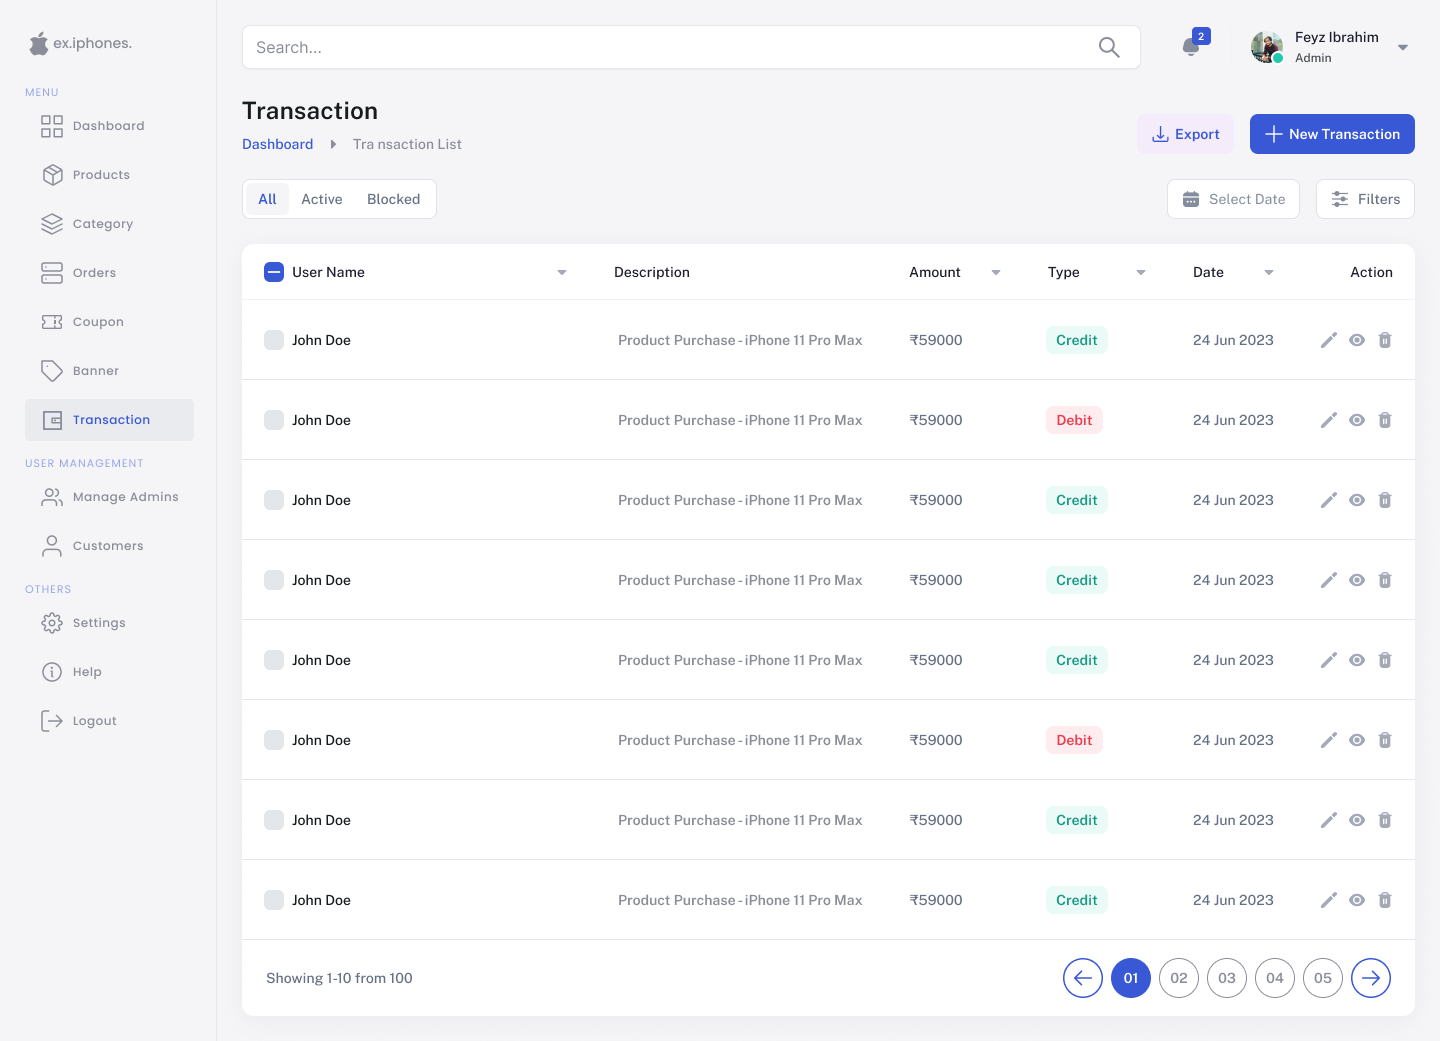 ex.iphones.
MENU
Dashboard
Products
Category
Orders
Coupon
Banner
Transaction
USER MANAGEMENT
Manage Admins
Customers
OTHERS
Settings
Help
Logout
Search...
2
Feyz Ibrahim
Admin
Transaction
Dashboard Tra nsaction List
Export
New Transaction
All Active Blocked
Select Date
Filters
User Name Description Amount Type Date Action
John Doe Product Purchase - iPhone 11 Pro Max ₹59000 Credit 24 Jun 2023
John Doe Product Purchase - iPhone 11 Pro Max ₹59000 Debit 24 Jun 2023
John Doe Product Purchase - iPhone 11 Pro Max ₹59000 Credit 24 Jun 2023
John Doe Product Purchase - iPhone 11 Pro Max ₹59000 Credit 24 Jun 2023
John Doe Product Purchase - iPhone 11 Pro Max ₹59000 Credit 24 Jun 2023
John Doe Product Purchase - iPhone 11 Pro Max ₹59000 Debit 24 Jun 2023
John Doe Product Purchase - iPhone 11 Pro Max ₹59000 Credit 24 Jun 2023
John Doe Product Purchase - iPhone 11 Pro Max ₹59000 Credit 24 Jun 2023
Showing 1-10 from 100
01 02 03 04 05